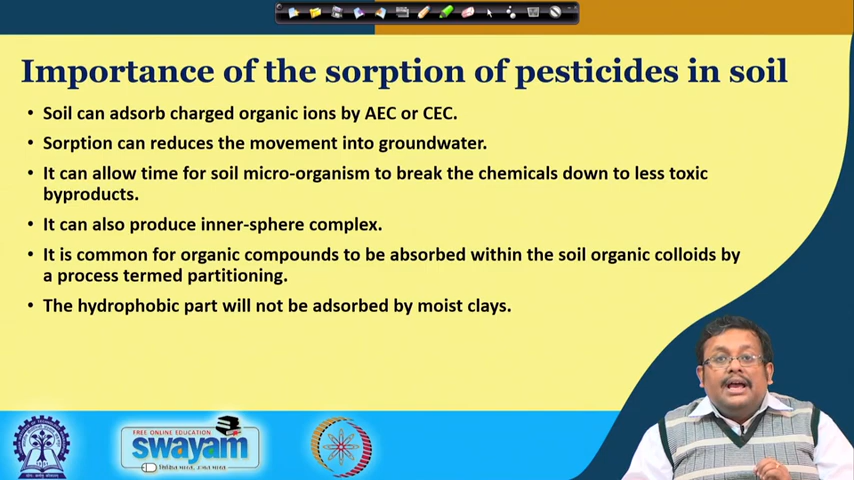 Importance of the sorption of pesticides in soil
• Soil can adsorb charged organic ions by AEC or CEC.
• Sorption can reduces the movement into groundwater.
• It can allow time for soil micro-organism to break the chemicals down to less toxic
byproducts.
• It can also produce inner-sphere complex.
• It is common for organic compounds to be absorbed within the soil organic colloids by
a process termed partitioning.
• The hydrophobic part will not be adsorbed by moist clays.
FREE ONLINE EDUCATION
swayam